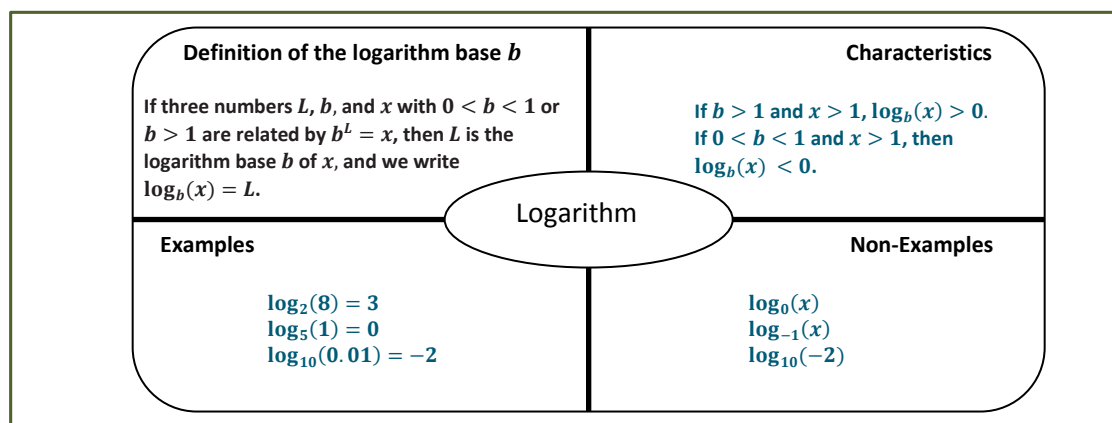 Definition of the logarithm base b
If three numbers L, b, and x with 0 < b < 1 or
b > 1 are related by b^L = x, then L is the
logarithm base b of x, and we write
log_b(x) = L.
Characteristics
If b > 1 and x > 1, log_b(x) > 0.
If 0 < b < 1 and x > 1, then
log_b(x) < 0.
Logarithm
Examples
log_2(8) = 3
log_5(1) = 0
log_10(0.01) = −2
Non-Examples
log_0(x)
log_−1(x)
log_10(−2)